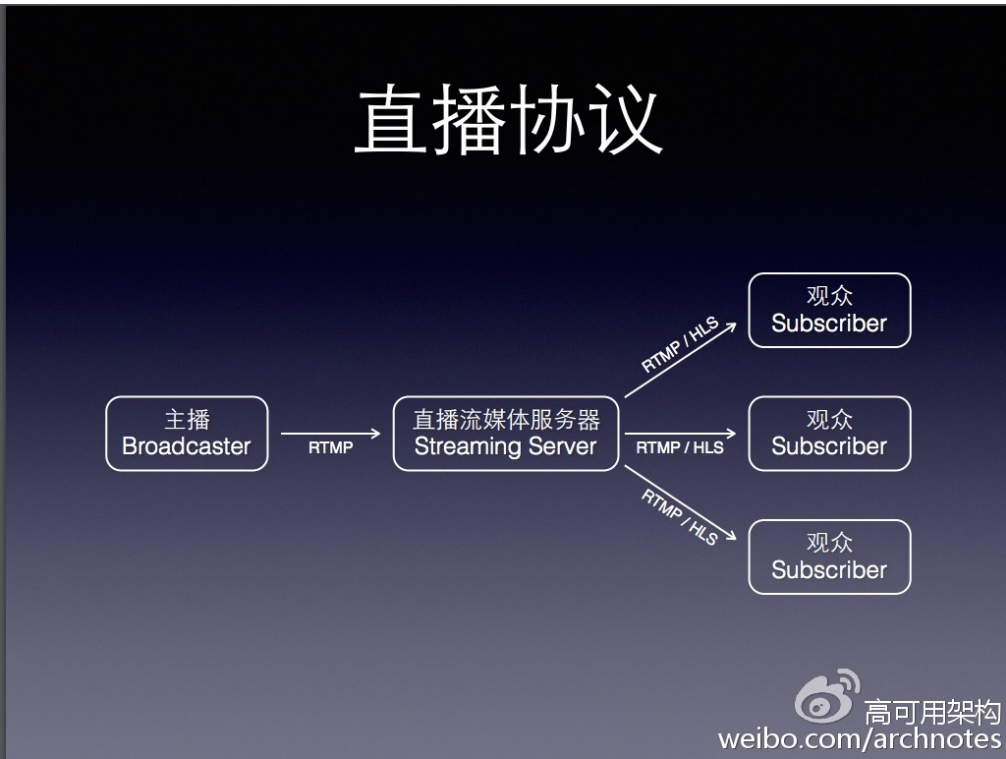 直播协议
观众
Subscriber
RTMP / HLS
主播
Broadcaster
RTMP
直播流媒体服务器
Streaming Server
RTMP / HLS
观众
Subscriber
RTMP / HLS
观众
Subscriber
高可用架构
weibo.com/archnotes